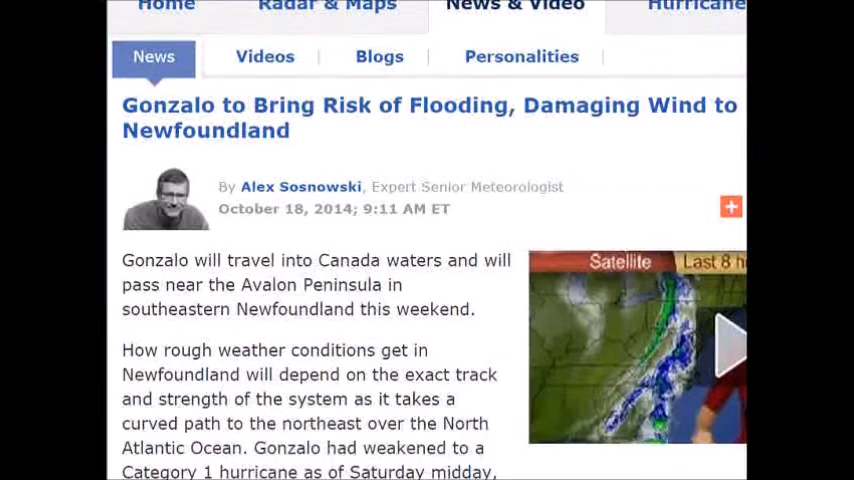 Home Radar & Maps News & Video Hurricane
News Videos Blogs Personalities
Gonzalo to Bring Risk of Flooding, Damaging Wind to
Newfoundland
By Alex Sosnowski, Expert Senior Meteorologist
October 18, 2014; 9:11 AM ET
Gonzalo will travel into Canada waters and will
pass near the Avalon Peninsula in
southeastern Newfoundland this weekend.
Satellite Last 8 h
How rough weather conditions get in
Newfoundland will depend on the exact track
and strength of the system as it takes a
curved path to the northeast over the North
Atlantic Ocean. Gonzalo had weakened to a
Category 1 hurricane as of Saturday midday,